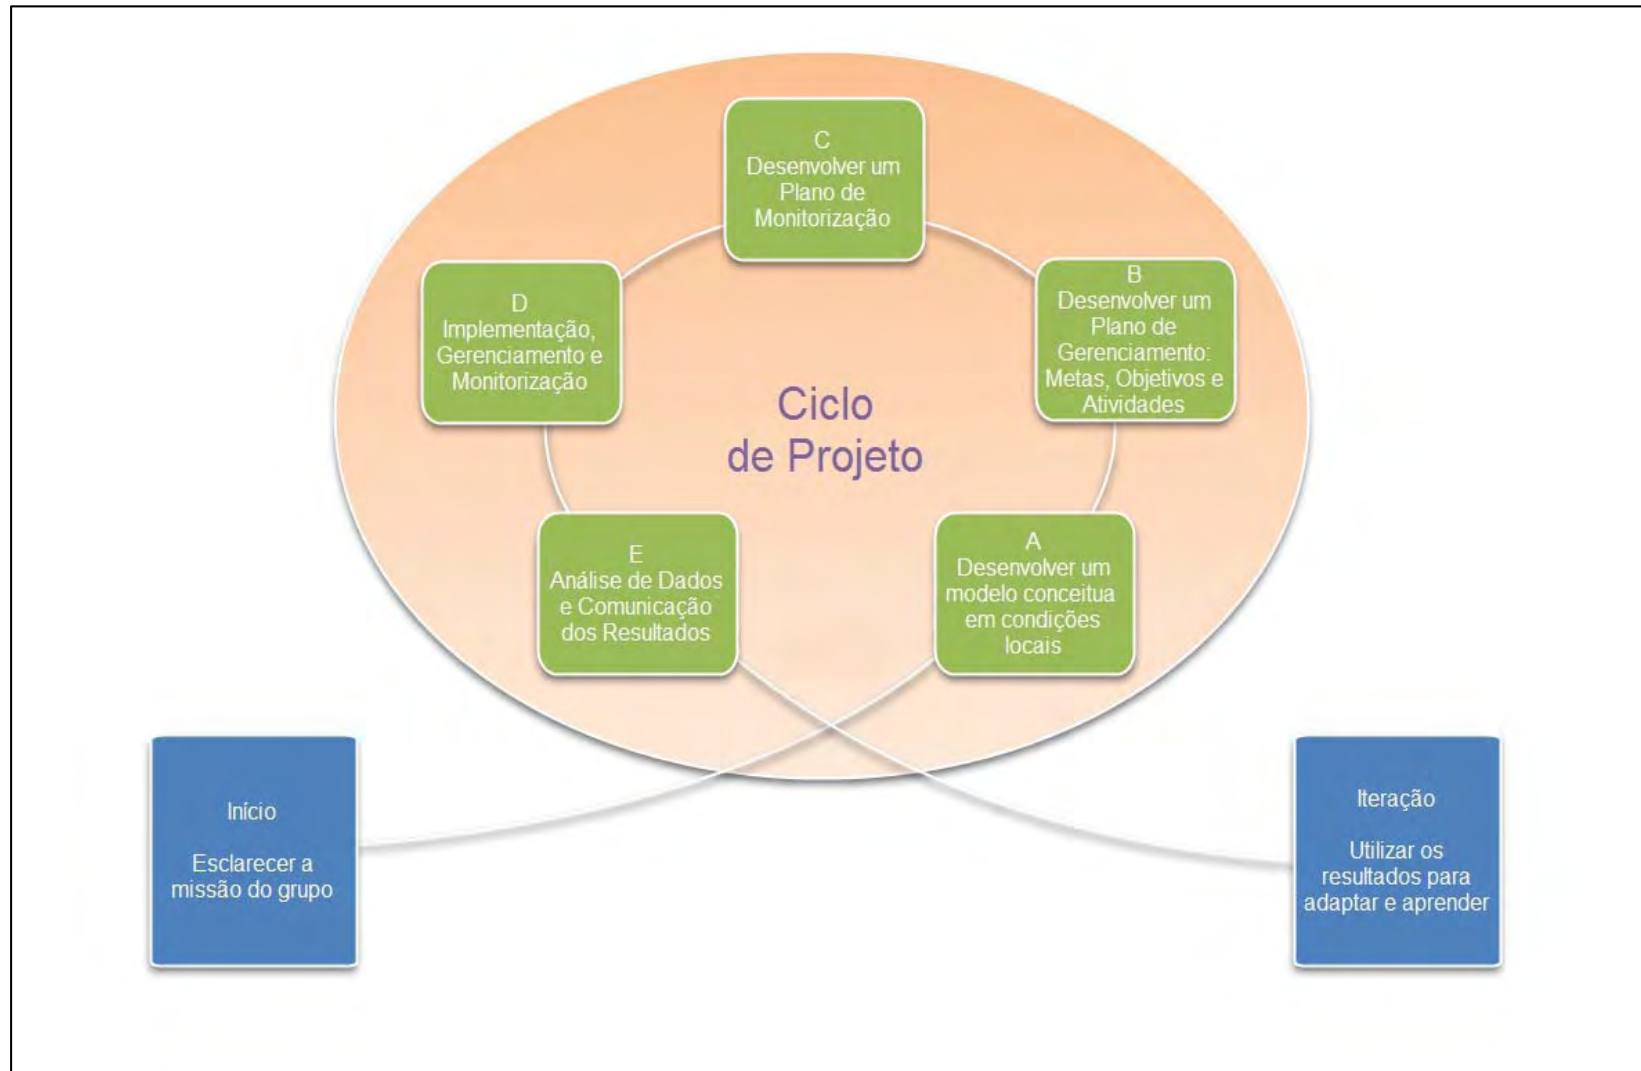 C
Desenvolver um
Plano de
Monitorização
B
Desenvolver um
Plano de
Gerenciamento:
Metas, Objetivos e
Atividades
D
Implementação,
Gerenciamento e
Monitorização
Ciclo
de Projeto
A
Desenvolver um
modelo conceitua
em condições
locais
E
Análise de Dados
e Comunicação
dos Resultados
Início
Esclarecer a
missão do grupo
Iteração
Utilizar os
resultados para
adaptar e aprender